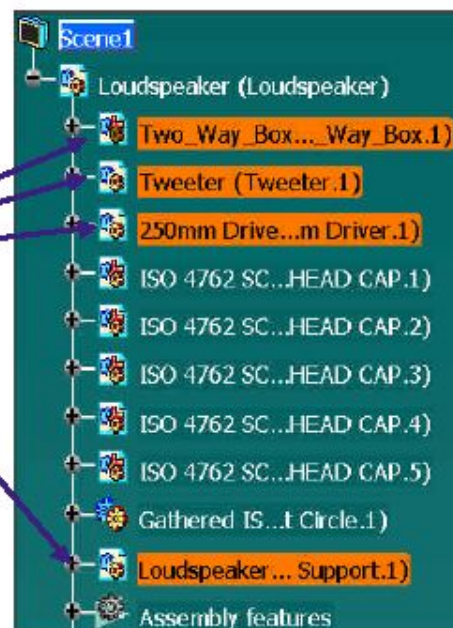 Scene1
Loudspeaker (Loudspeaker)
Two_Way_Box..._Way_Box.1)
Tweeter (Tweeter.1)
250mm Drive...m Driver.1)
ISO 4762 SC...HEAD CAP.1)
ISO 4762 SC...HEAD CAP.2)
ISO 4762 SC...HEAD CAP.3)
ISO 4762 SC...HEAD CAP.4)
ISO 4762 SC...HEAD CAP.5)
Gathered IS...t Circle.1)
Loudspeaker... Support.1)
Assembly features